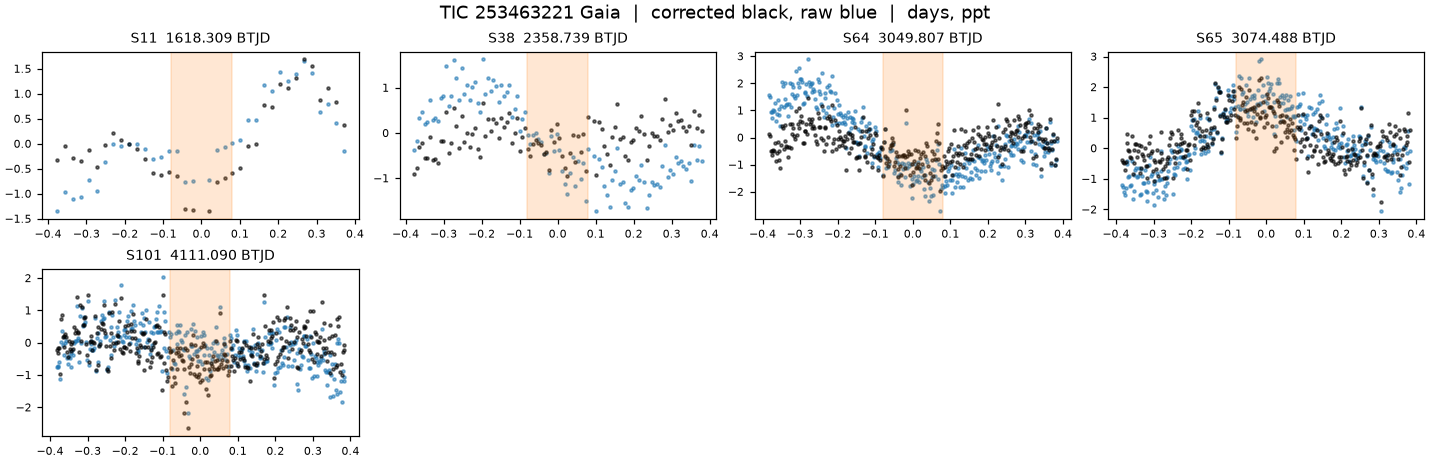 TIC 253463221 Gaia | corrected black, raw blue | days, ppt
S11 1618.309 BTJD
S38 2358.739 BTJD
S64 3049.807 BTJD
S65 3074.488 BTJD
1.5
1.0
0.5
0.0
−0.5
−1.0
−1.5
−0.4 −0.3 −0.2 −0.1 0.0 0.1 0.2 0.3 0.4
1
0
−1
−0.4 −0.3 −0.2 −0.1 0.0 0.1 0.2 0.3 0.4
3
2
1
0
−1
−2
−0.4 −0.3 −0.2 −0.1 0.0 0.1 0.2 0.3 0.4
3
2
1
0
−1
−2
−0.4 −0.3 −0.2 −0.1 0.0 0.1 0.2 0.3 0.4
S101 4111.090 BTJD
2
1
0
−1
−2
−0.4 −0.3 −0.2 −0.1 0.0 0.1 0.2 0.3 0.4